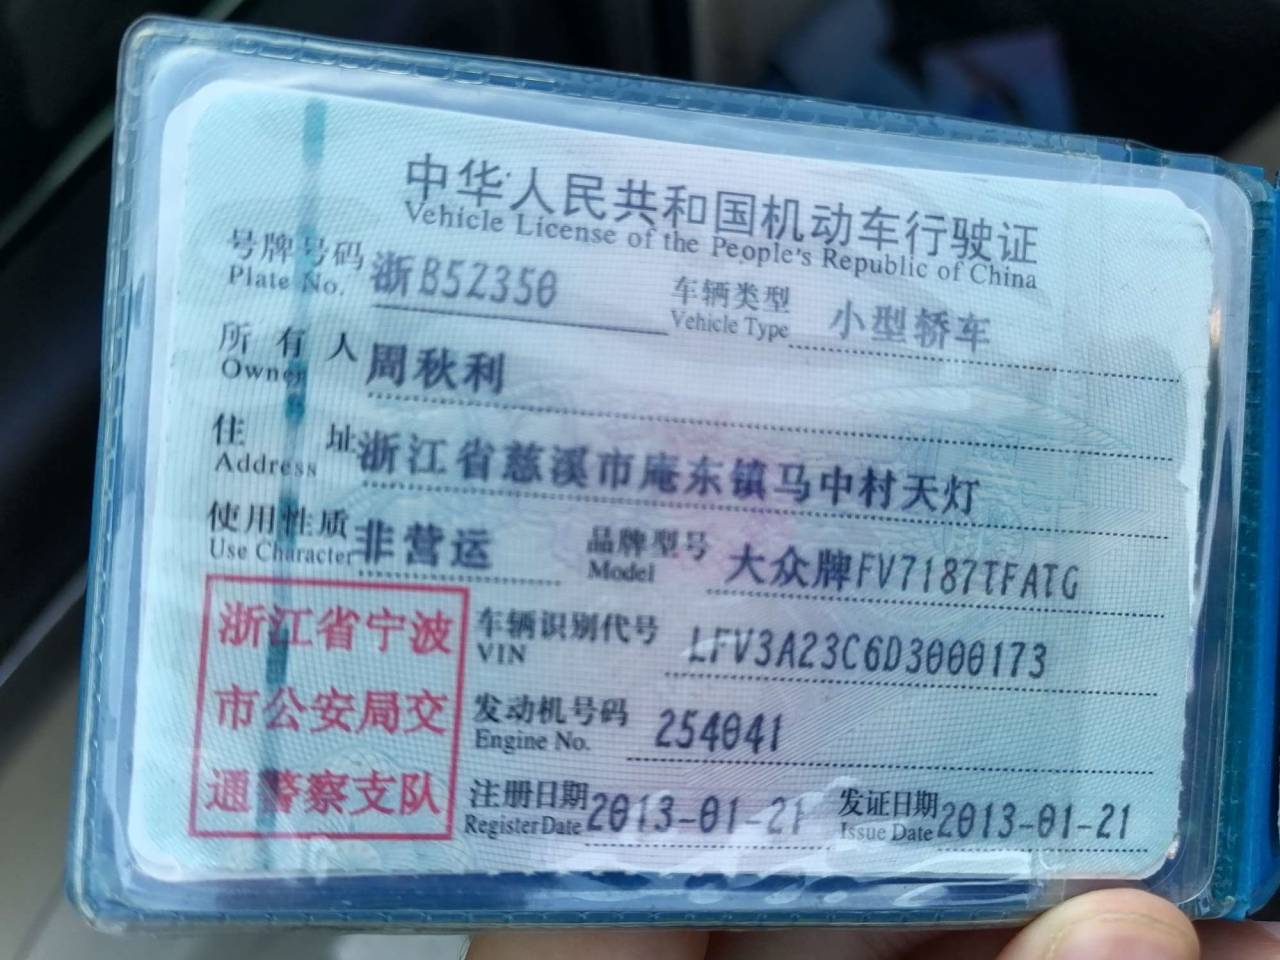 中华人民共和国机动车行驶证
Vehicle License of the People's Republic of China
号牌号码 浙B52350 车辆类型 小型轿车
Plate No. Vehicle Type
所有人 周秋利
Owner
住址 浙江省慈溪市庵东镇马中村天灯
Address
使用性质 非营运 品牌型号 大众牌FV7187TFATG
Use Character Model
浙江省宁波
市公安局交
通警察支队
车辆识别代号 LFV3A23C6D3000173
VIN
发动机号码 254041
Engine No.
注册日期 2013-01-21 发证日期 2013-01-21
Register Date Issue Date